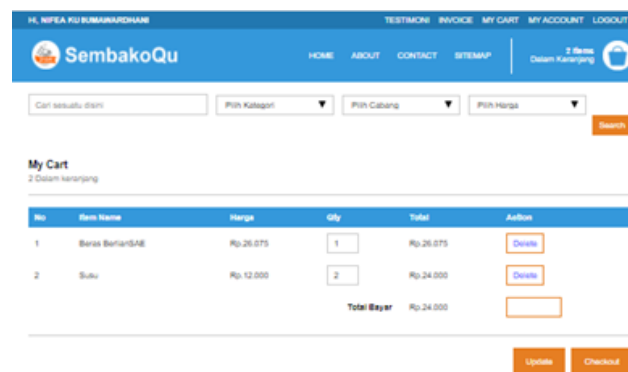 HI, NIFEA KUSUMAWARDHANI TESTIMONI INVOICE MY CART MY ACCOUNT LOGOUT
SembakoQu HOME ABOUT CONTACT SITEMAP 2 Items
Dalam Keranjang
Cari sesuatu disini Pilih Kategori Pilih Cabang Pilih Harga
Search
My Cart
2 Dalam keranjang
No Item Name Harga Qty Total Action
1 Beras BerlianSAE Rp.26.075 1 Rp.26.075 Delete
2 Susu Rp.12.000 2 Rp.24.000 Delete
Total Bayar Rp.24.000
Update Checkout